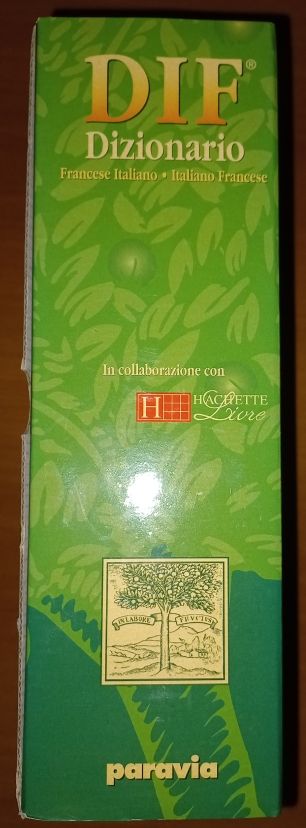 DIF®
Dizionario
Francese Italiano • Italiano Francese
In collaborazione con
H HACHETTE
Livre
IN LABORE FRVCTVS
paravia